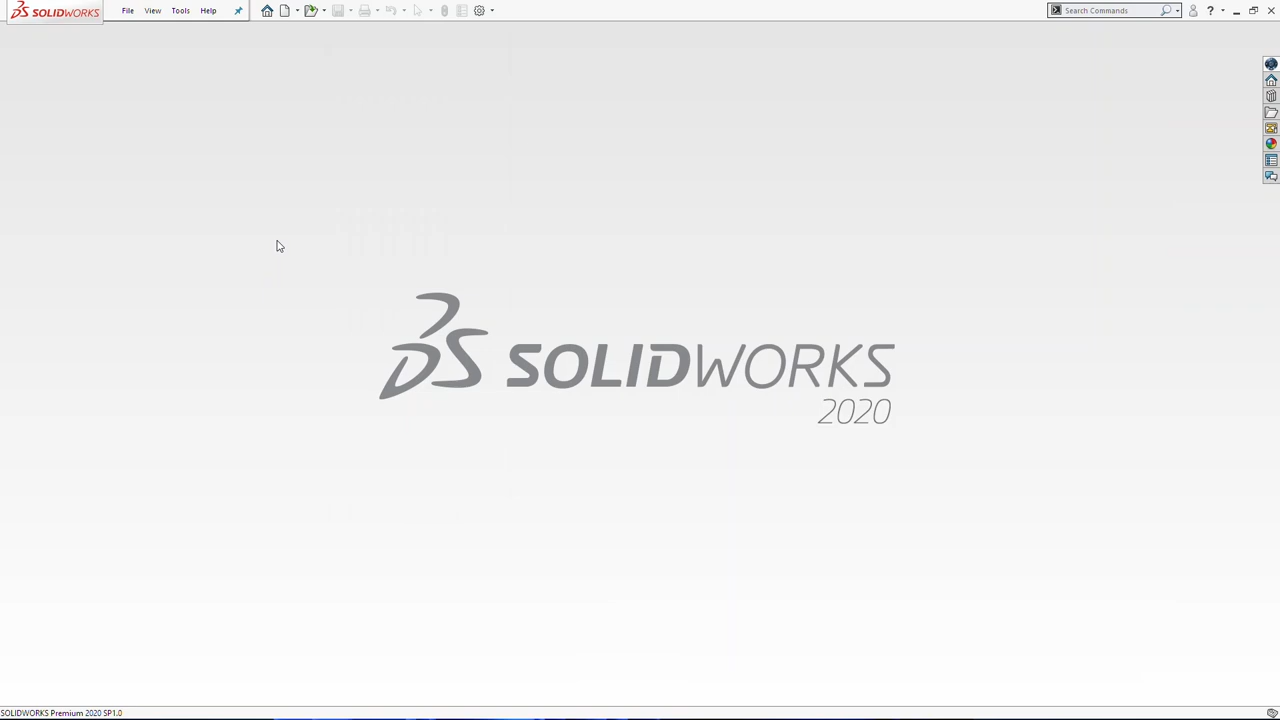 SOLIDWORKS File View Tools Help Search Commands ?
SOLIDWORKS
2020
SOLIDWORKS Premium 2020 SP1.0